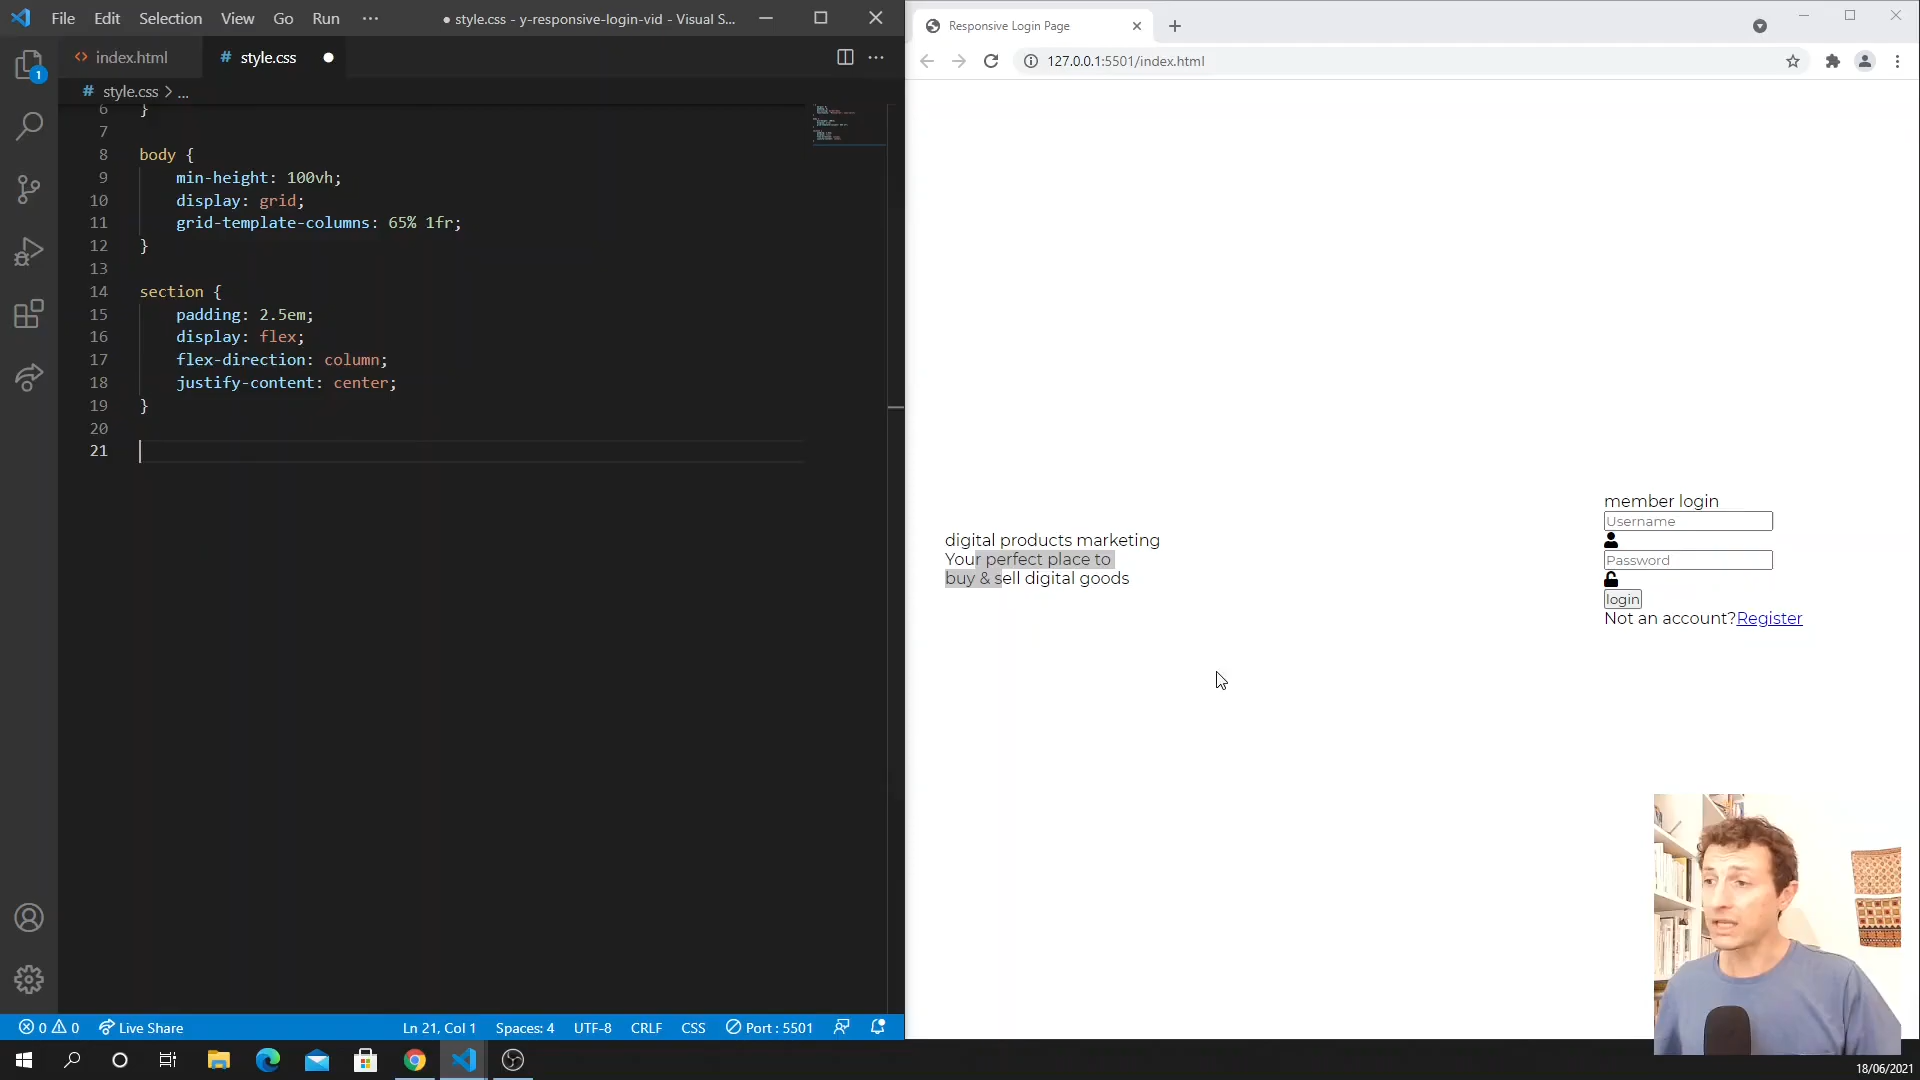 File Edit Selection View Go Run ··· ● style.css - y-responsive-login-vid - Visual S...
index.html # style.css ●
# style.css > ...
6 }
7
8 body {
9 min-height: 100vh;
10 display: grid;
11 grid-template-columns: 65% 1fr;
12 }
13
14 section {
15 padding: 2.5em;
16 display: flex;
17 flex-direction: column;
18 justify-content: center;
19 }
20
21
1
0 0 Live Share Ln 21, Col 1 Spaces: 4 UTF-8 CRLF CSS Port : 5501
Responsive Login Page
127.0.0.1:5501/index.html
digital products marketing
Your perfect place to
buy & sell digital goods
member login
Username
Password
login
Not an account?Register
18/06/2021